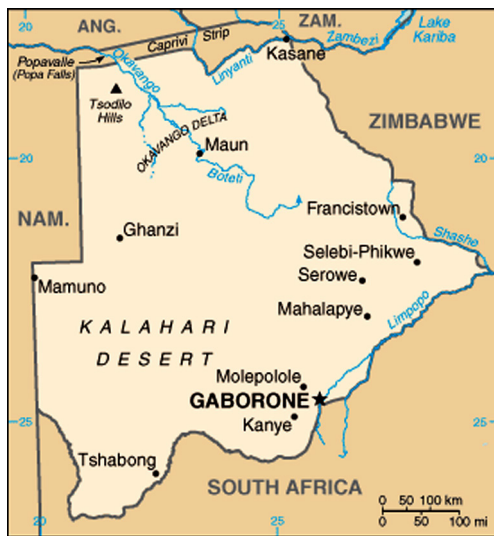 ANG.
25
ZAM.
Lake
Kariba
Caprivi Strip
Zambezi
Popavalle
(Popa Falls)
Okavango
Linyanti
Kasane
Tsodilo
Hills
OKAVANGO DELTA
ZIMBABWE
20
Maun
20
Boteti
NAM.
Francistown
Ghanzi
Shashe
Selebi-Phikwe
Serowe
Mamuno
Mahalapye
Limpopo
KALAHARI
DESERT
Molepolole
GABORONE
25
Kanye
25
Tshabong
SOUTH AFRICA
0 50 100 km
0 50 100 mi
20
25